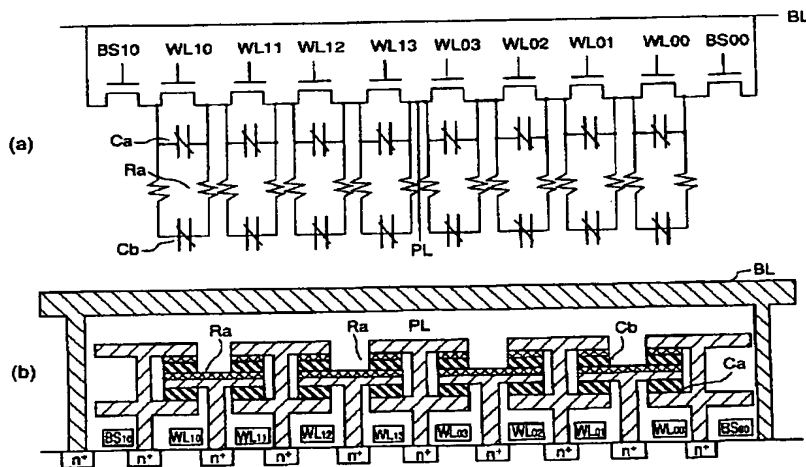 BL
BS10 WL10 WL11 WL12 WL13 WL03 WL02 WL01 WL00 BS00
(a)
Ca
Ra
Cb
PL
BL
Ra Ra PL Cb
(b)
Ca
BS10 WL10 WL11 WL12 WL13 WL03 WL02 WL01 WL00
n+ n+ n+ n+ n+ n+ n+ n+ n+ n+ n+